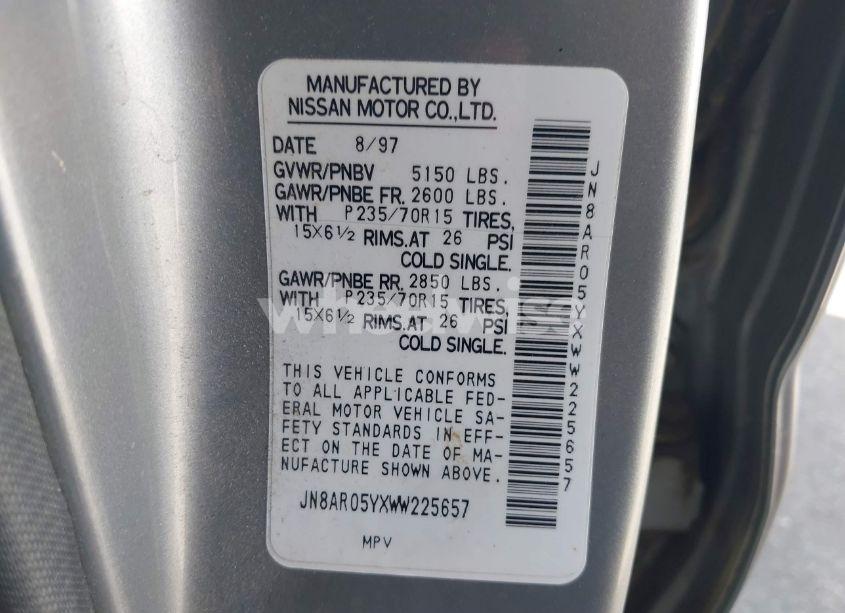 MANUFACTURED BY
NISSAN MOTOR CO.,LTD.
DATE 8/97
GVWR/PNBV 5150 LBS.
GAWR/PNBE FR. 2600 LBS.
WITH P235/70R15 TIRES,
15X6½ RIMS.AT 26 PSI
COLD SINGLE.
GAWR/PNBE RR. 2850 LBS.
WITH P235/70R15 TIRES,
15X6½ RIMS.AT 26 PSI
COLD SINGLE.
THIS VEHICLE CONFORMS
TO ALL APPLICABLE FED-
ERAL MOTOR VEHICLE SA-
FETY STANDARDS IN EFF-
ECT ON THE DATE OF MA-
NUFACTURE SHOWN ABOVE.
JN8AR05YXWW225657
MPV
JN8AR05YXWW225657
wheelwise